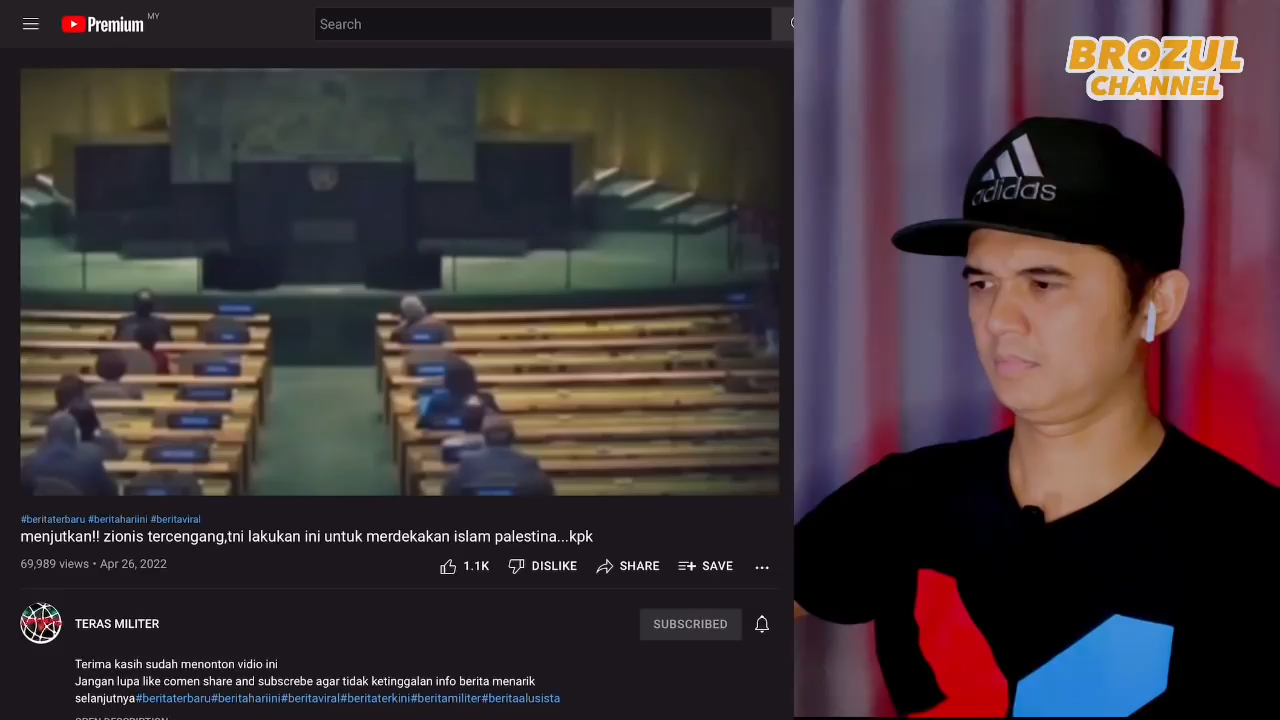 Premium MY
Search
BROZUL
CHANNEL
adidas
#beritaterbaru #beritahariini #beritaviral
menjutkan!! zionis tercengang,tni lakukan ini untuk merdekakan islam palestina...kpk
69,989 views • Apr 26, 2022
1.1K DISLIKE SHARE SAVE
TERAS MILITER
SUBSCRIBED
Terima kasih sudah menonton vidio ini
Jangan lupa like comen share and subscrebe agar tidak ketinggalan info berita menarik
selanjutnya#beritaterbaru#beritahariini#beritaviral#beritaterkini#beritamiliter#beritaalusista
OPEN DESCRIPTION